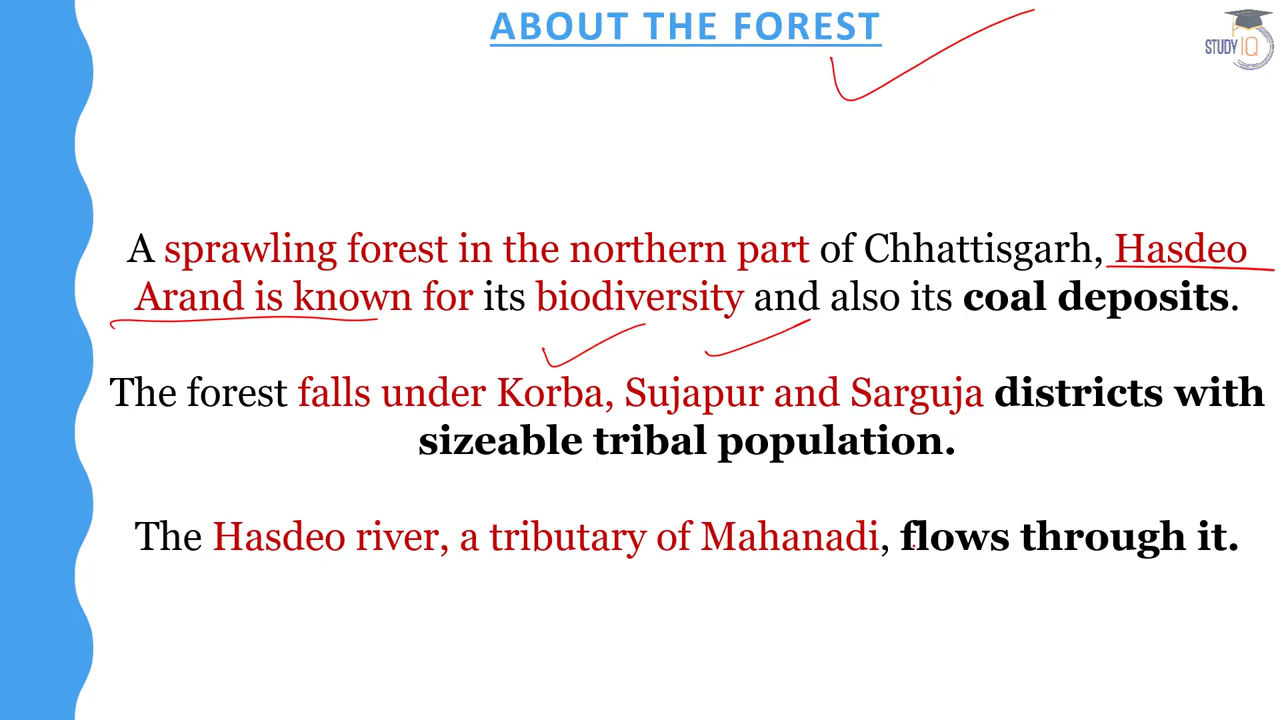 ABOUT THE FOREST
STUDY IQ
A sprawling forest in the northern part of Chhattisgarh, Hasdeo
Arand is known for its biodiversity and also its coal deposits.
The forest falls under Korba, Sujapur and Sarguja districts with
sizeable tribal population.
The Hasdeo river, a tributary of Mahanadi, flows through it.